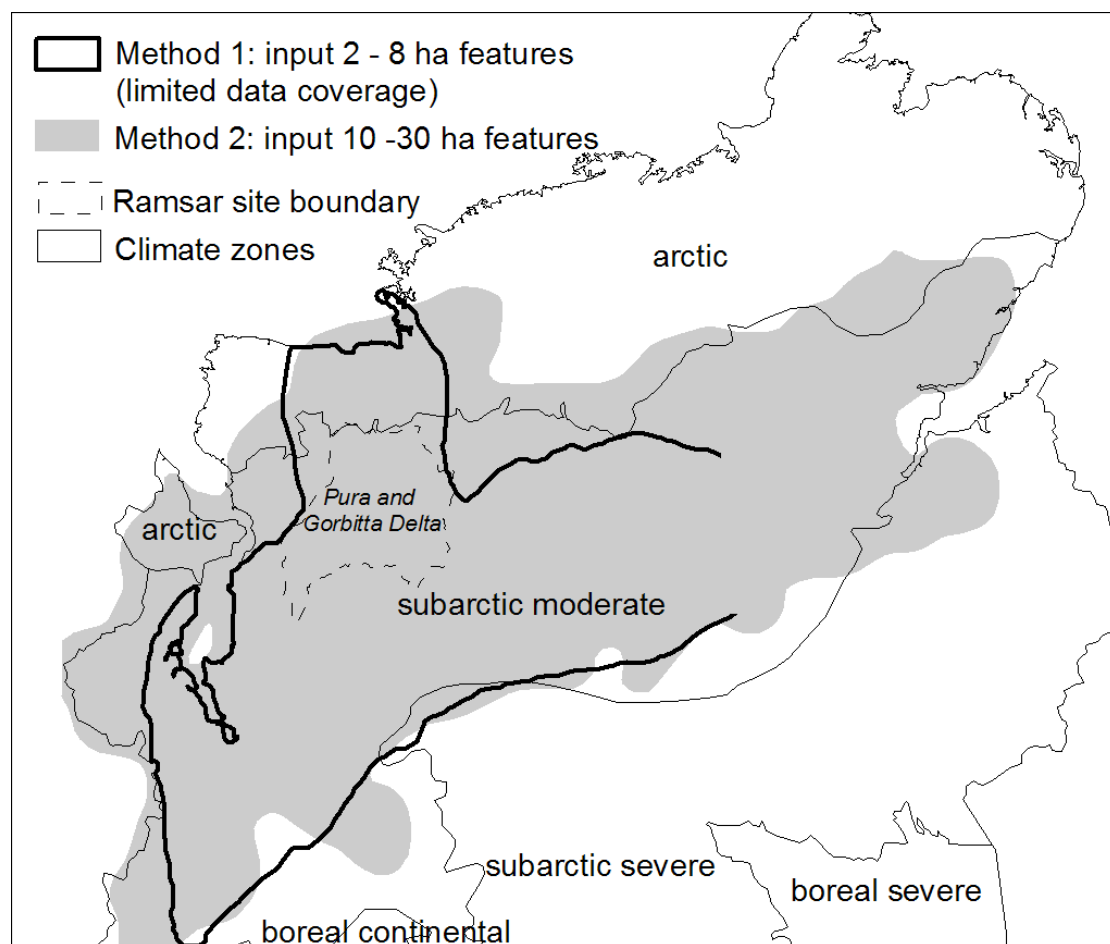 Method 1: input 2 - 8 ha features
(limited data coverage)
Method 2: input 10 -30 ha features
Ramsar site boundary
Climate zones
arctic
Pura and
Gorbitta Delta
arctic
subarctic moderate
subarctic severe
boreal severe
boreal continental